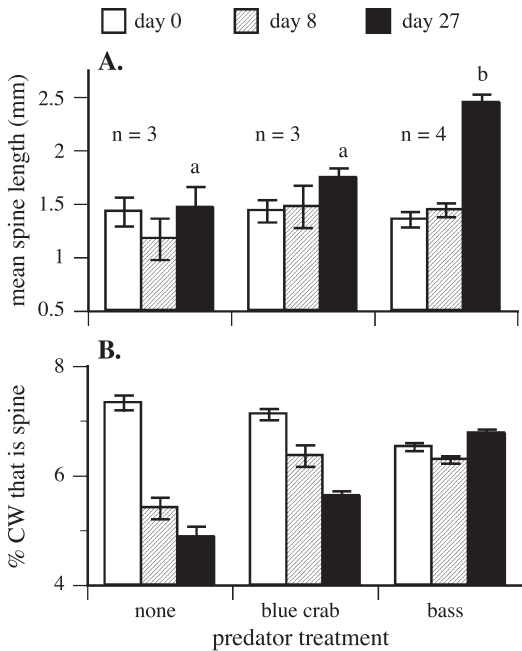 day 0 day 8 day 27
A.
mean spine length (mm)
2.5
2
1.5
1
0.5
n = 3 n = 3 n = 4
a a b
B.
% CW that is spine
8
6
4
none blue crab bass
predator treatment